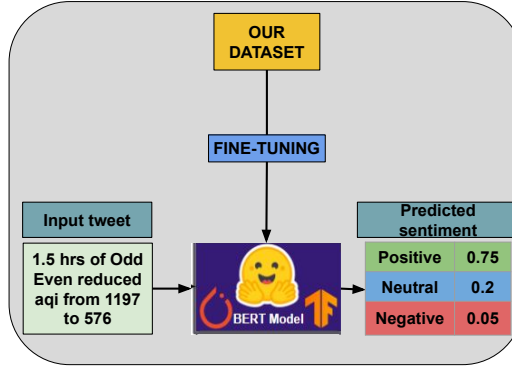 OUR
DATASET
FINE-TUNING
Input tweet
1.5 hrs of Odd
Even reduced
aqi from 1197
to 576
BERT Model
Predicted
sentiment
Positive 0.75
Neutral 0.2
Negative 0.05